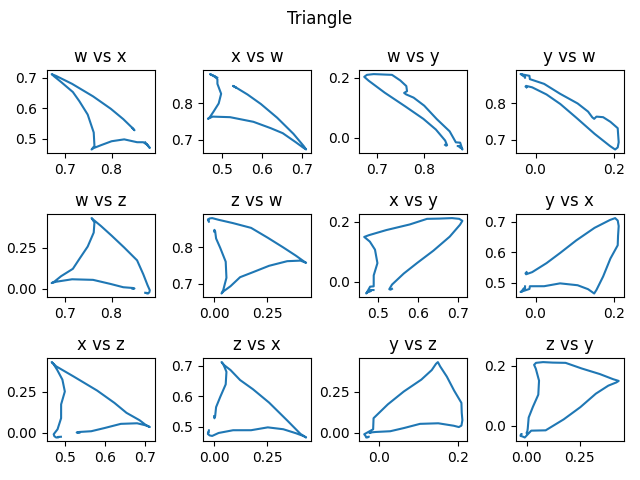 Triangle
w vs x
x vs w
w vs y
y vs w
0.7
0.6
0.5
0.7 0.8
0.8
0.7
0.5 0.6 0.7
0.2
0.0
0.7 0.8
0.8
0.7
0.0 0.2
w vs z
z vs w
x vs y
y vs x
0.25
0.00
0.7 0.8
0.8
0.7
0.00 0.25
0.2
0.0
0.5 0.6 0.7
0.7
0.6
0.5
0.0 0.2
x vs z
z vs x
y vs z
z vs y
0.25
0.00
0.5 0.6 0.7
0.7
0.6
0.5
0.00 0.25
0.25
0.00
0.0 0.2
0.2
0.0
0.00 0.25